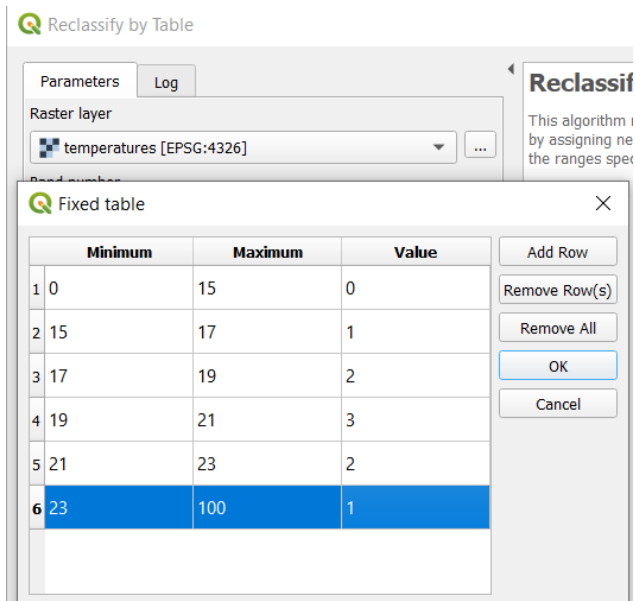 Reclassify by Table
Parameters Log
Raster layer
temperatures [EPSG:4326]
...
Reclassif
This algorithm
by assigning ne
the ranges spec
Fixed table
Minimum Maximum Value
1 0 15 0
2 15 17 1
3 17 19 2
4 19 21 3
5 21 23 2
6 23 100 1
Add Row
Remove Row(s)
Remove All
OK
Cancel